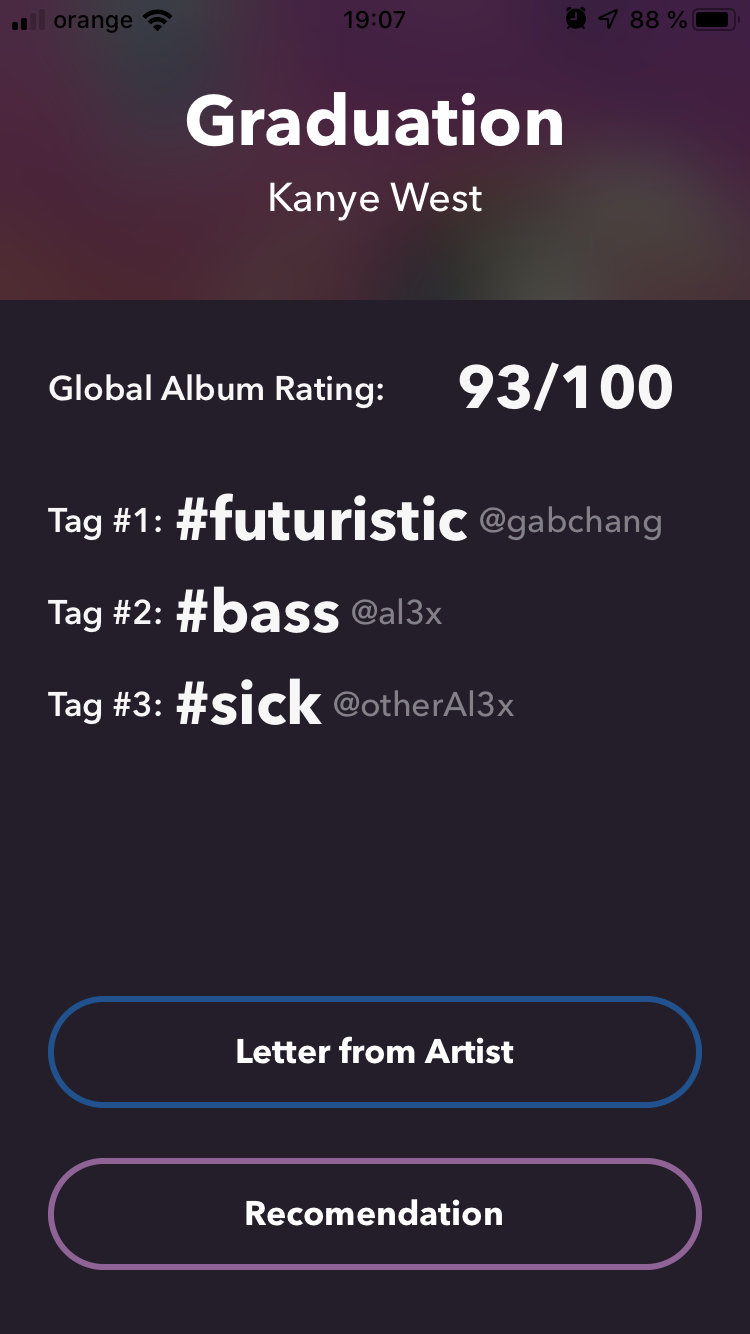 orange 19:07 88 %
Graduation
Kanye West
Global Album Rating: 93/100
Tag #1: #futuristic @gabchang
Tag #2: #bass @al3x
Tag #3: #sick @otherAl3x
Letter from Artist
Recomendation